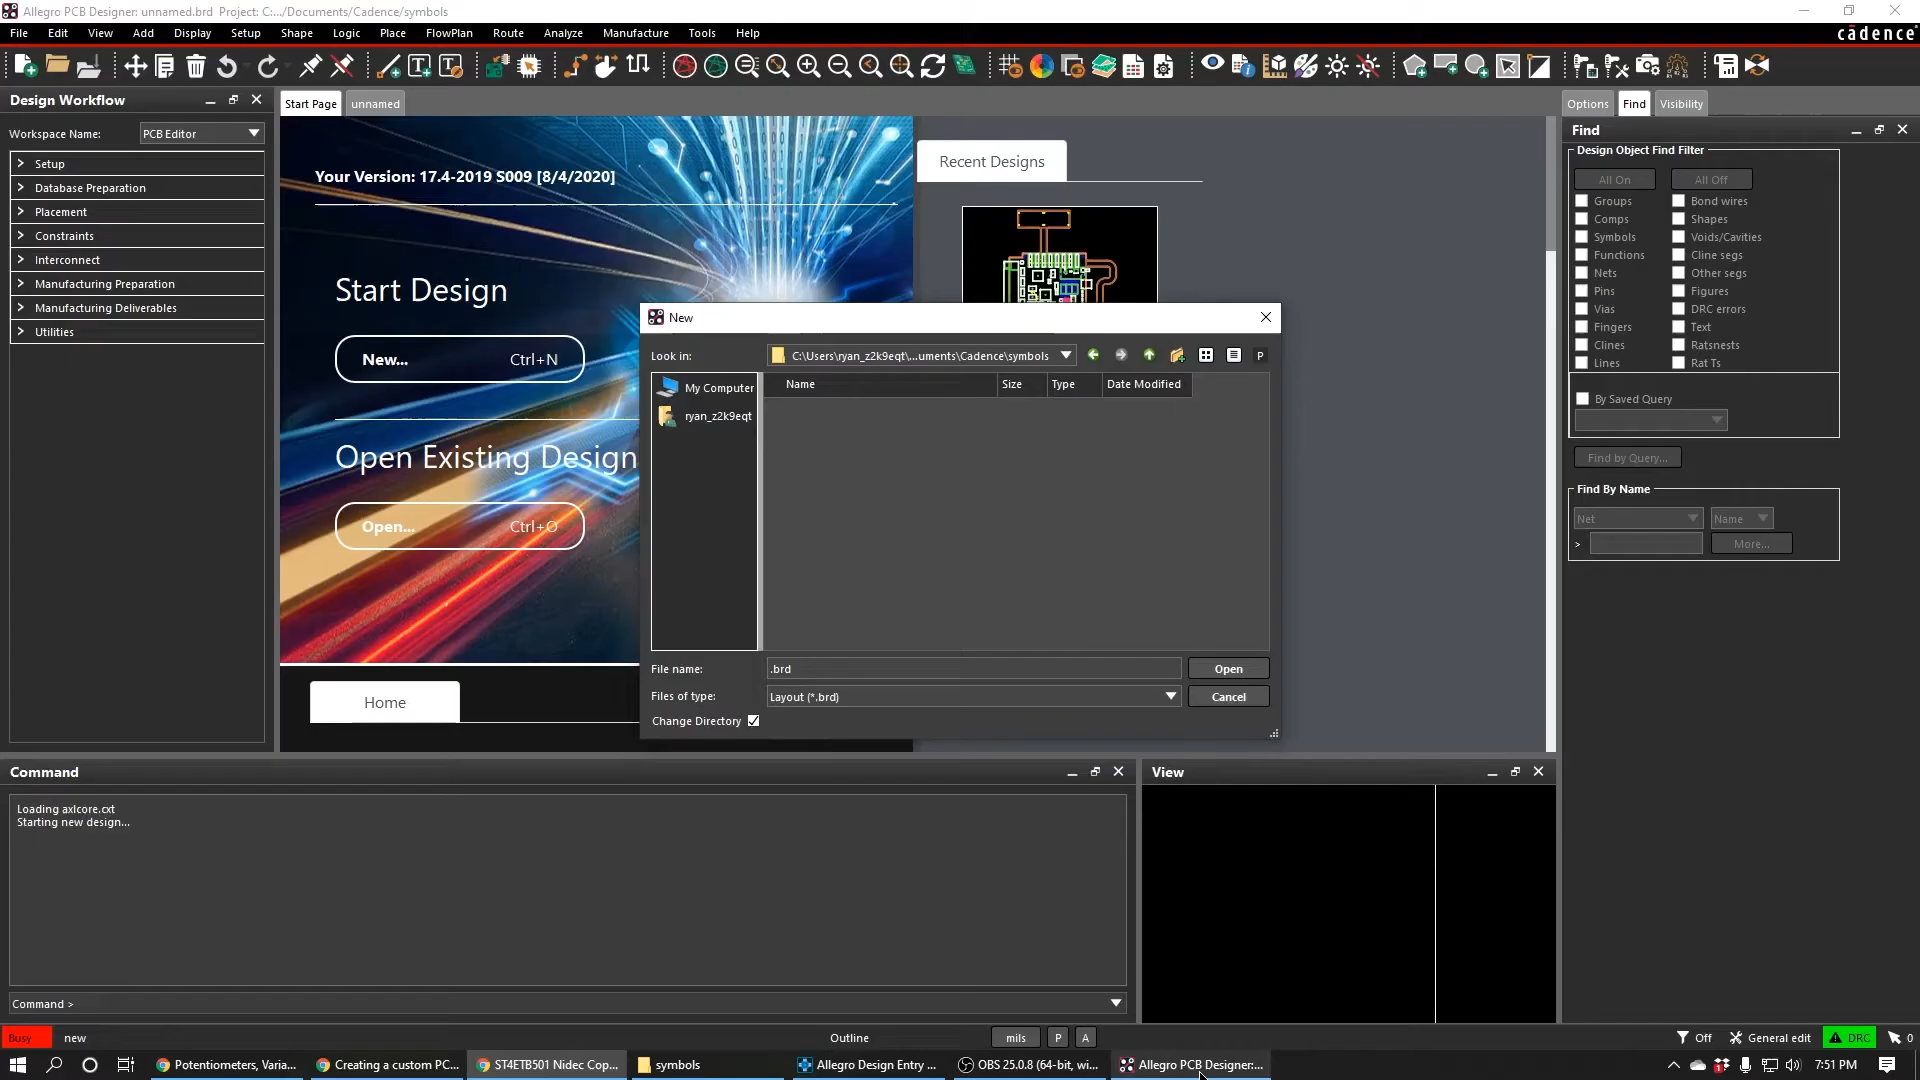 Allegro PCB Designer: unnamed.brd  Project: C:.../Documents/Cadence/symbols
File Edit View Add Display Setup Shape Logic Place FlowPlan Route Analyze Manufacture Tools Help
cadence
Design Workflow
Start Page
unnamed
Options
Find
Visibility
Workspace Name:
PCB Editor
Setup
Database Preparation
Placement
Constraints
Interconnect
Manufacturing Preparation
Manufacturing Deliverables
Utilities
Your Version: 17.4-2019 S009 [8/4/2020]
Start Design
New... Ctrl+N
Open Existing Design
Open... Ctrl+O
Home
Recent Designs
New
Look in:
C:\Users\ryan_z2k9eqt\...uments\Cadence\symbols
P
My Computer
ryan_z2k9eqt
Name Size Type Date Modified
File name:
.brd
Open
Files of type:
Layout (*.brd)
Cancel
Change Directory
Find
Design Object Find Filter
All On All Off
Groups Bond wires
Comps Shapes
Symbols Voids/Cavities
Functions Cline segs
Nets Other segs
Pins Figures
Vias DRC errors
Fingers Text
Clines Ratsnests
Lines Rat Ts
By Saved Query
Find by Query...
Find By Name
Net Name
> More...
Command
Loading axlcore.cxt
Starting new design...
Command >
View
Busy new Outline mils P A Off General edit DRC 0
Potentiometers, Varia...
Creating a custom PC...
ST4ETB501 Nidec Cop...
symbols
Allegro Design Entry ...
OBS 25.0.8 (64-bit, wi...
Allegro PCB Designer:...
7:51 PM